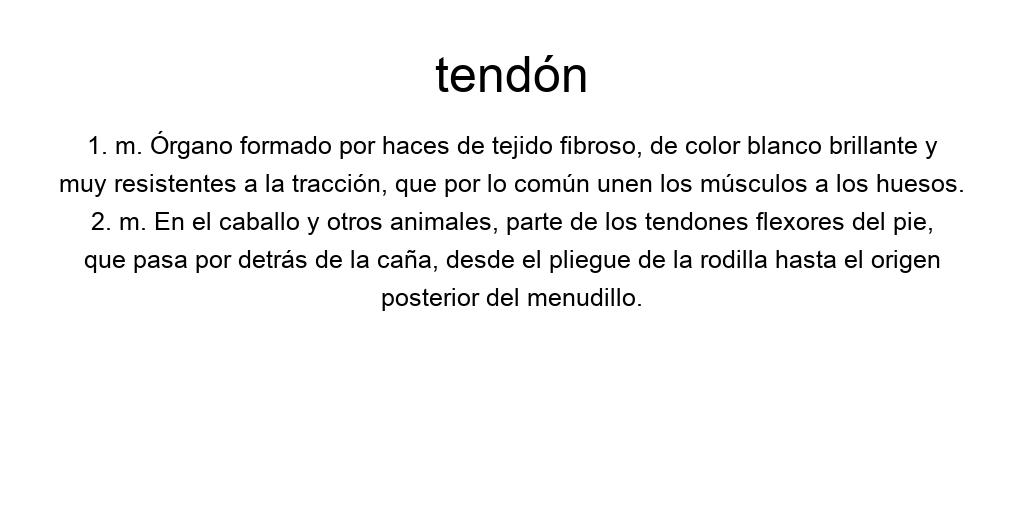 tendón
1. m. Órgano formado por haces de tejido fibroso, de color blanco brillante y
muy resistentes a la tracción, que por lo común unen los músculos a los huesos.
2. m. En el caballo y otros animales, parte de los tendones flexores del pie,
que pasa por detrás de la caña, desde el pliegue de la rodilla hasta el origen
posterior del menudillo.